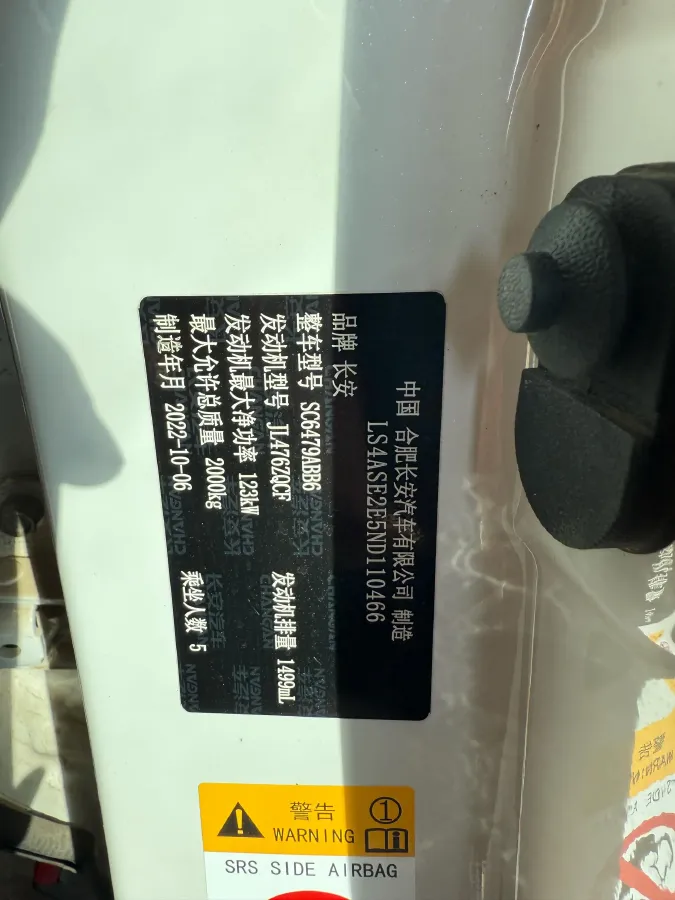 中国 合肥长安汽车有限公司 制造
LS4ASE2E5ND110466
品牌 长安
整车型号 SC6479ABB6
发动机型号 JL476ZQCF 发动机排量 1499mL
发动机最大净功率 123kW
最大允许总质量 2000kg 乘坐人数 5
制造年月 2022-10-06
警告
WARNING
SRS SIDE AIRBAG